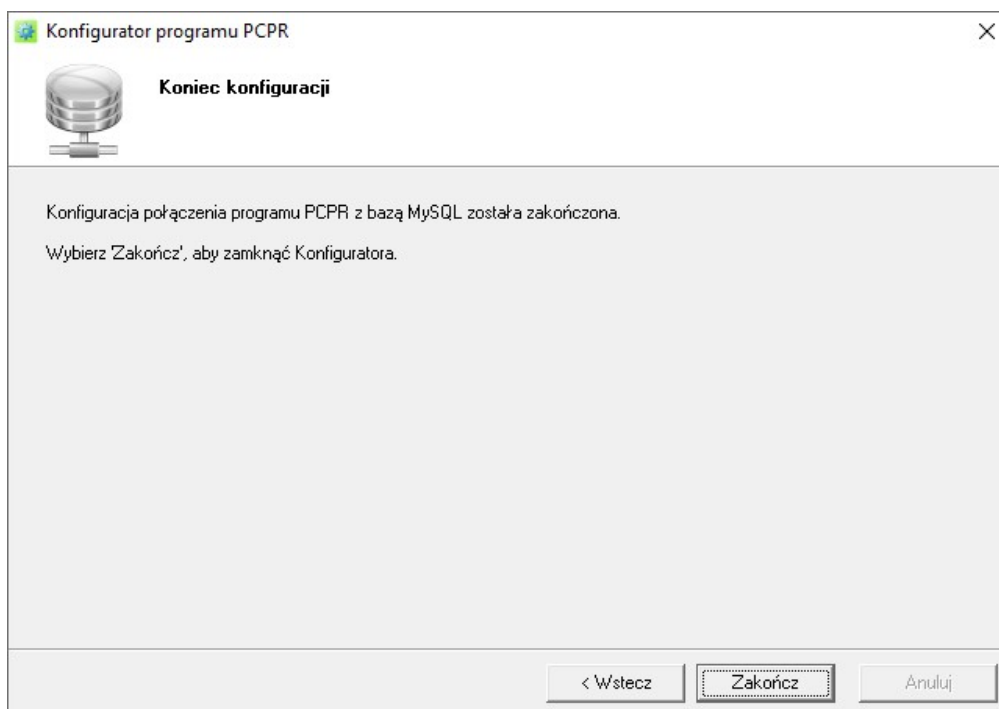 Konfigurator programu PCPR
Koniec konfiguracji
Konfiguracja połączenia programu PCPR z bazą MySQL została zakończona.
Wybierz 'Zakończ', aby zamknąć Konfiguratora.
< Wstecz
Zakończ
Anuluj